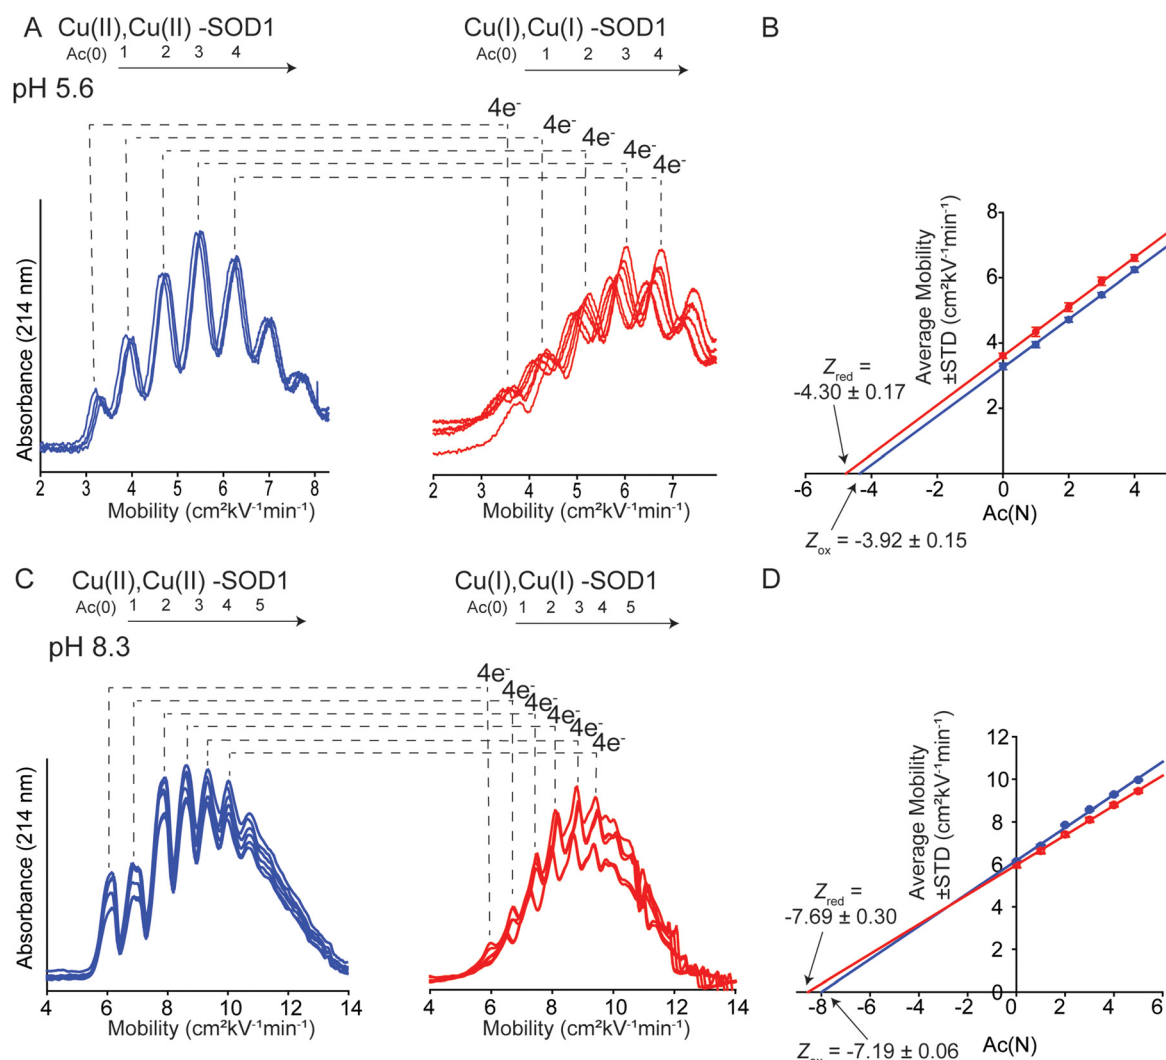 A
Cu(II),Cu(II) -SOD1
Ac(0) 1 2 3 4
Cu(I),Cu(I) -SOD1
Ac(0) 1 2 3 4
B
pH 5.6
4e-
4e-
4e-
4e-
4e-
Absorbance (214 nm)
2 3 4 5 6 7 8
Mobility (cm²kV⁻¹min⁻¹)
2 3 4 5 6 7
Mobility (cm²kV⁻¹min⁻¹)
Average Mobility
±STD (cm²kV⁻¹min⁻¹)
8
6
4
2
Zred =
-4.30 ± 0.17
-6 -4 -2 0 2 4
Ac(N)
Zox = -3.92 ± 0.15
C
Cu(II),Cu(II) -SOD1
Ac(0) 1 2 3 4 5
Cu(I),Cu(I) -SOD1
Ac(0) 1 2 3 4 5
D
pH 8.3
4e-
4e-
4e-
4e-
4e-
4e-
Absorbance (214 nm)
4 6 8 10 12 14
Mobility (cm²kV⁻¹min⁻¹)
4 6 8 10 12 14
Mobility (cm²kV⁻¹min⁻¹)
Average Mobility
±STD (cm²kV⁻¹min⁻¹)
12
10
8
6
4
2
0
Zred =
-7.69 ± 0.30
-8 -6 -4 -2 0 2 4 6
Ac(N)
Zox = -7.19 ± 0.06